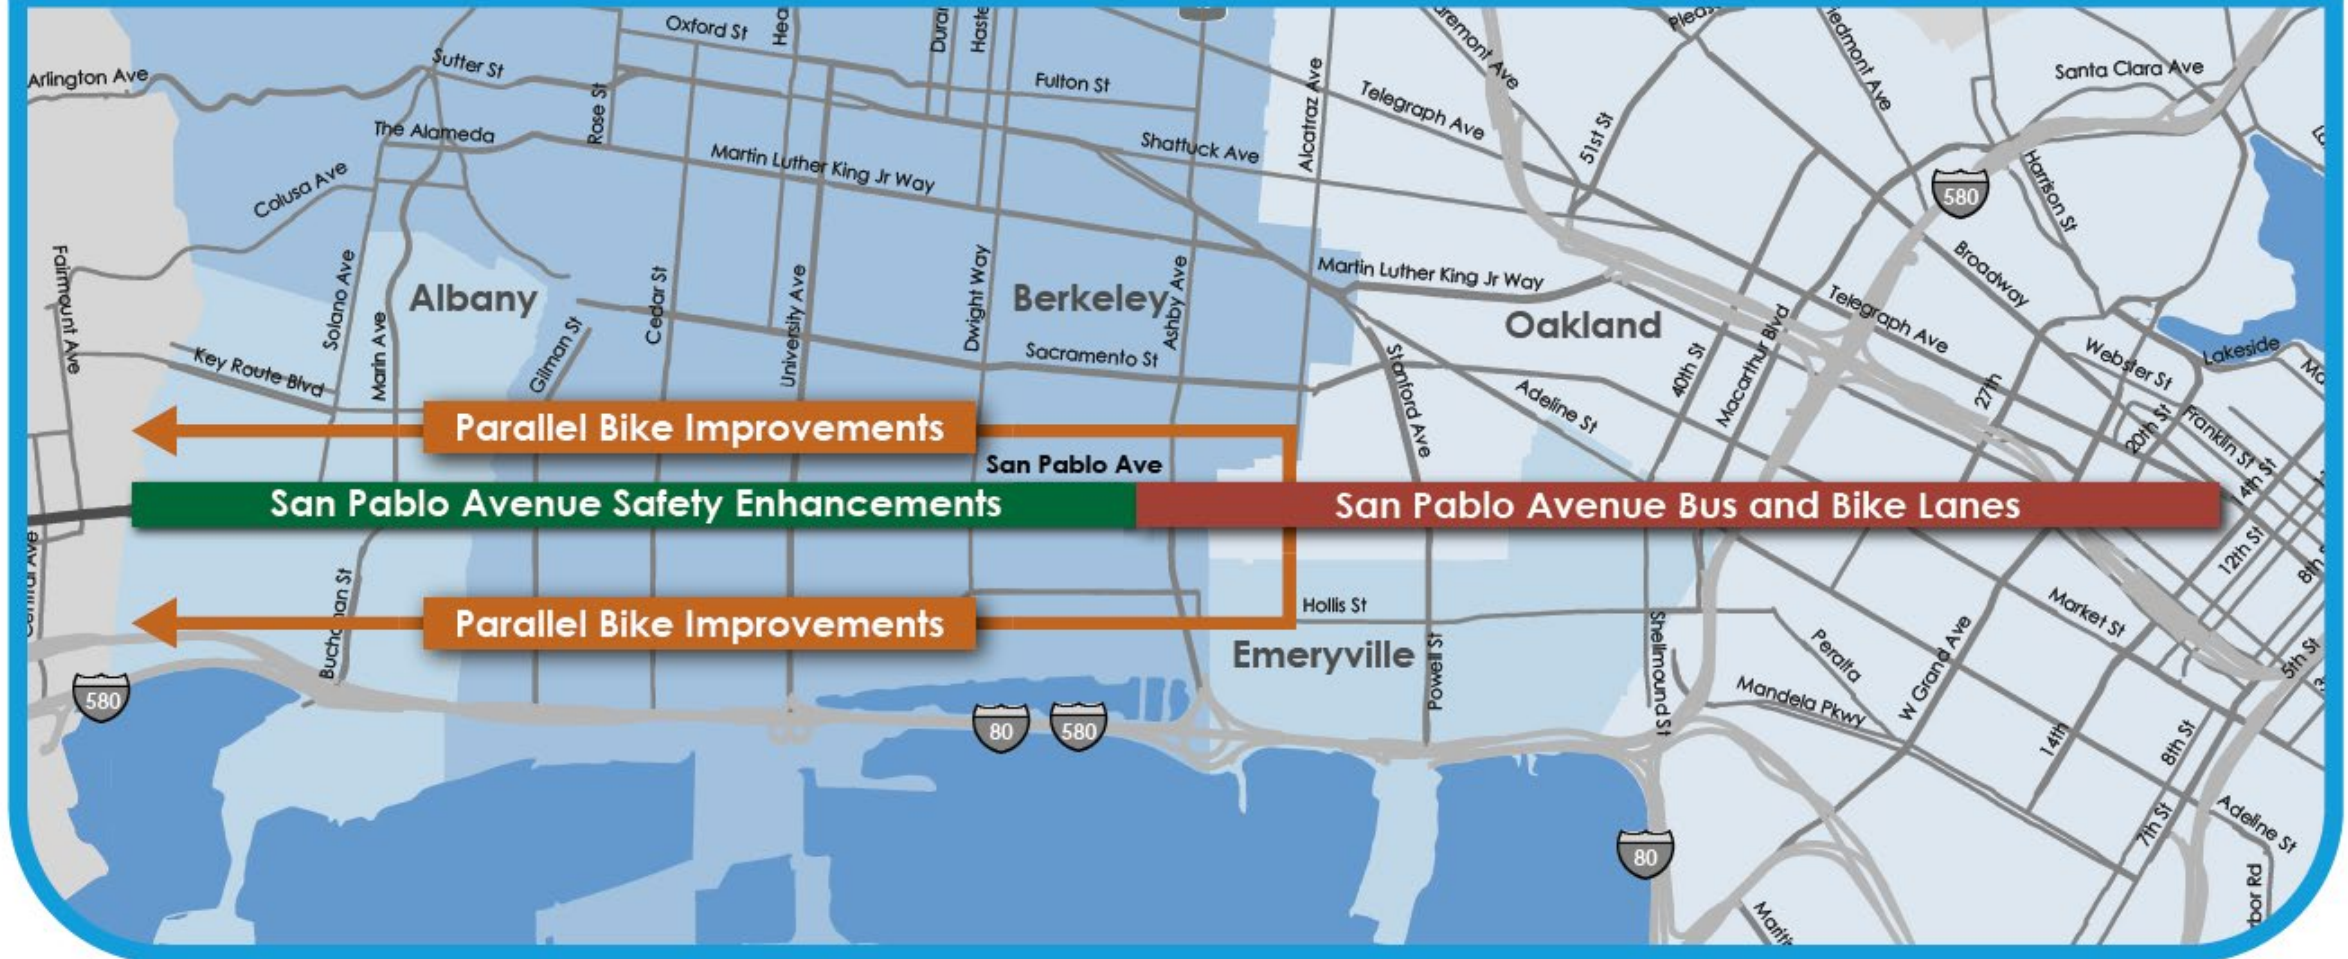 Oxford St
Sutter St
Arlington Ave
Fulton St
Santa Clara Ave
Rose St
Telegraph Ave
51st St
The Alameda
Shattuck Ave
Alcatraz Ave
Martin Luther King Jr Way
Colusa Ave
580
Harrison St
Fairmount Ave
Solano Ave
Marin Ave
Albany
Gilman St
Cedar St
University Ave
Dwight Way
Berkeley
Ashby Ave
Martin Luther King Jr Way
Oakland
Broadway
Telegraph Ave
Key Route Blvd
Sacramento St
Stanford Ave
Adeline St
40th St
Macarthur Blvd
27th
Webster St
Lakeside
20th St
Franklin St
14th St
Parallel Bike Improvements
San Pablo Ave
San Pablo Avenue Safety Enhancements
San Pablo Avenue Bus and Bike Lanes
12th St
Hollis St
Parallel Bike Improvements
Emeryville
Powell St
Shellmound St
Peralta
Mandela Pkwy
W Grand Ave
Market St
5th St
580
80
580
14th
8th St
7th St
Adeline St
80